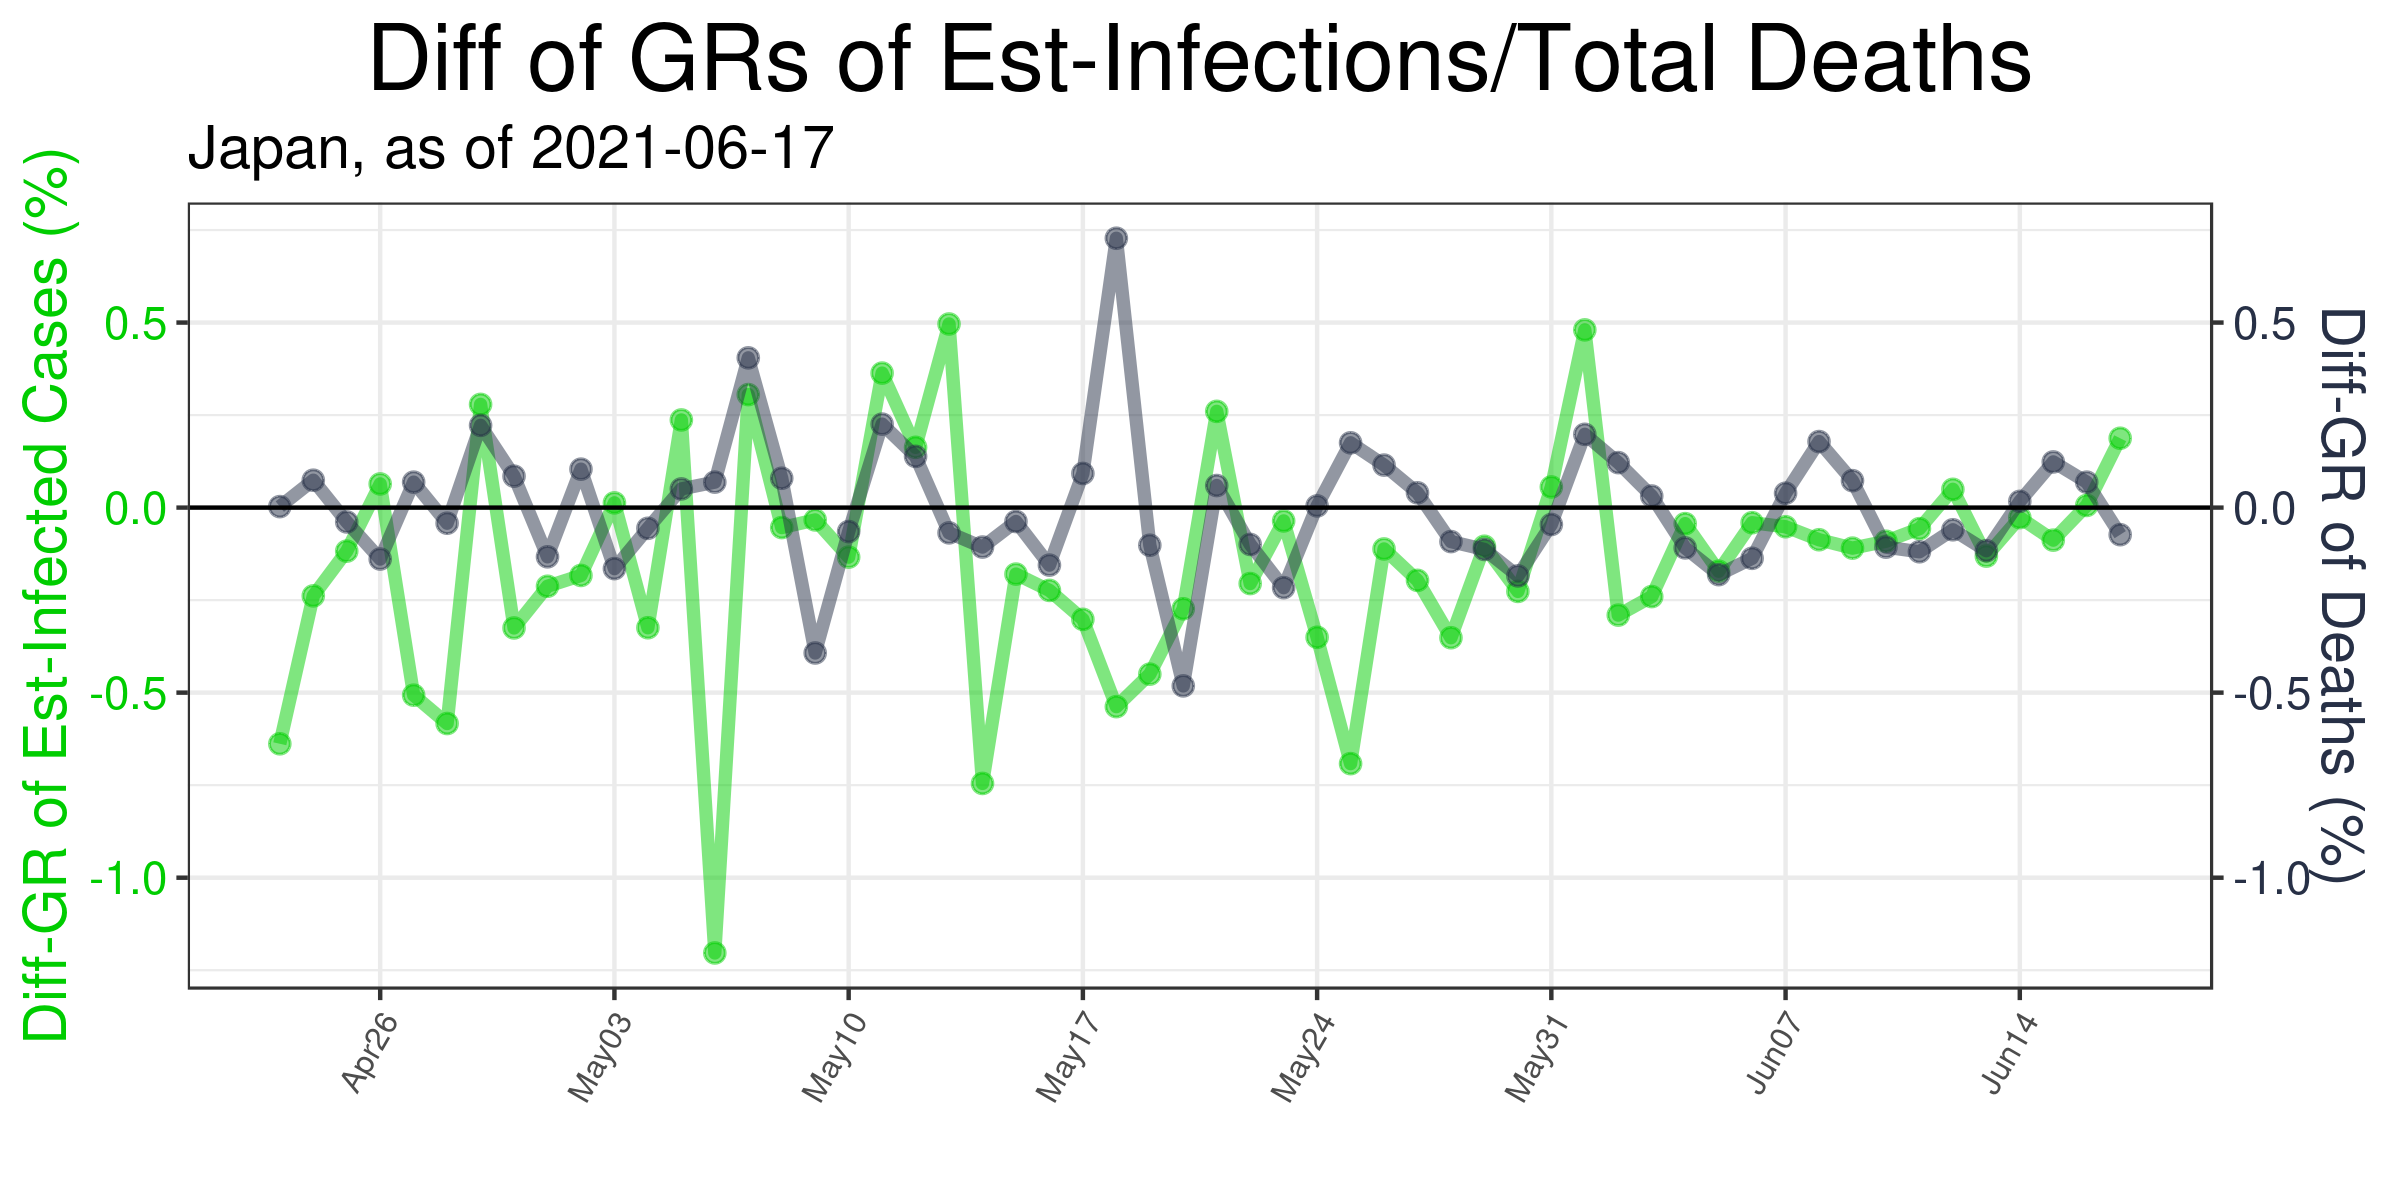 Diff of GRs of Est-Infections/Total Deaths
Japan, as of 2021-06-17
Diff-GR of Est-Infected Cases (%)
0.5
0.0
-0.5
-1.0
0.5
0.0
-0.5
-1.0
Diff-GR of Deaths (%)
Apr26
May03
May10
May17
May24
May31
Jun07
Jun14